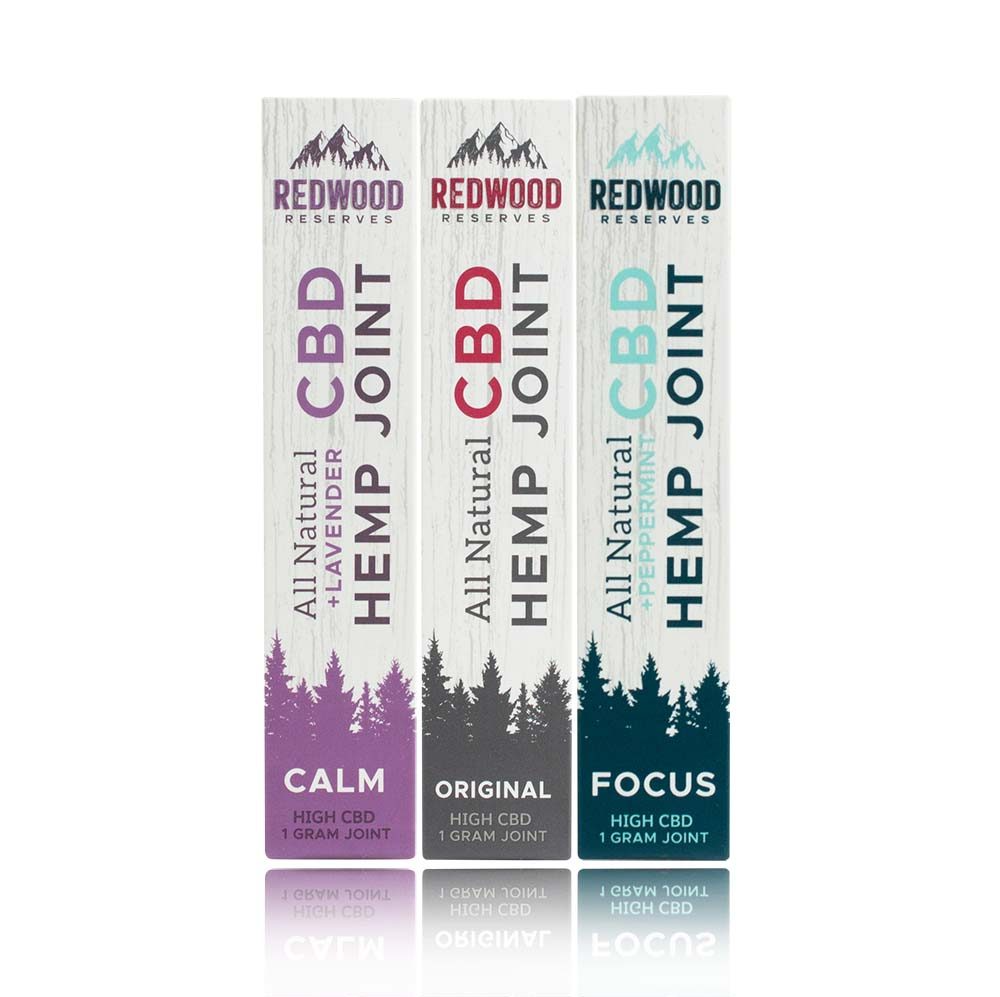 REDWOOD
RESERVES
All Natural CBD
+LAVENDER
HEMP JOINT
CALM
HIGH CBD
1 GRAM JOINT
REDWOOD
RESERVES
All Natural CBD
HEMP JOINT
ORIGINAL
HIGH CBD
1 GRAM JOINT
REDWOOD
RESERVES
All Natural CBD
+PEPPERMINT
HEMP JOINT
FOCUS
HIGH CBD
1 GRAM JOINT